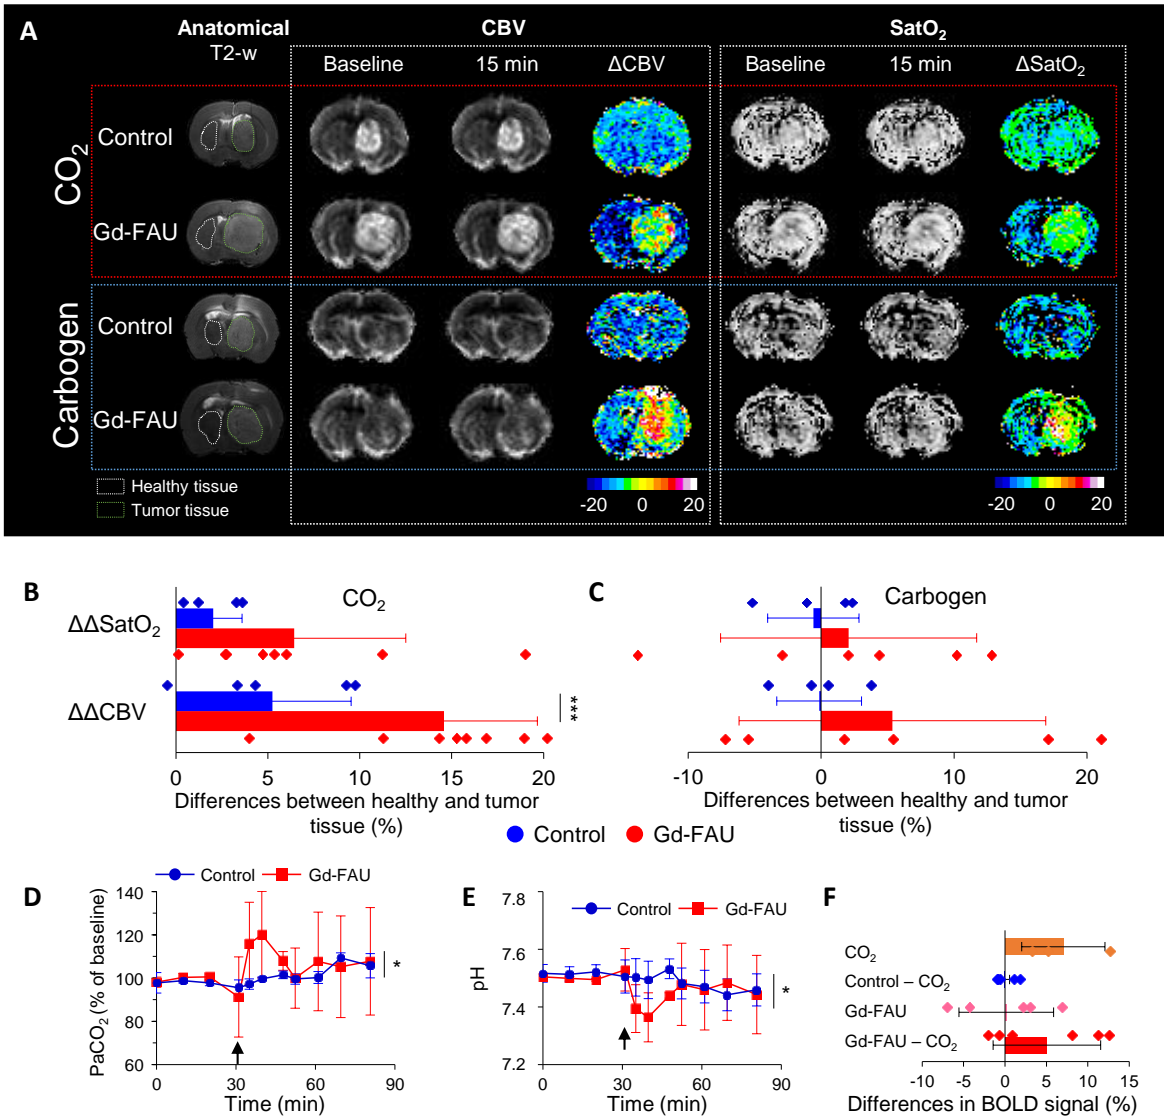 A
Anatomical
T2-w
CBV
SatO₂
Baseline
15 min
ΔCBV
Baseline
15 min
ΔSatO₂
CO₂
Control
Gd-FAU
Carbogen
Control
Gd-FAU
Healthy tissue
Tumor tissue
-20 0 20
-20 0 20
B
CO₂
ΔΔSatO₂
ΔΔCBV
***
0 5 10 15 20
Differences between healthy and tumor
tissue (%)
C
Carbogen
-10 0 10 20
Differences between healthy and tumor
tissue (%)
Control Gd-FAU
D
Control Gd-FAU
PaCO₂ (% of baseline)
140
120
100
80
60
*
0 30 60 90
Time (min)
E
Control Gd-FAU
pH
7.8
7.6
7.4
7.2
*
0 30 60 90
Time (min)
F
CO₂
Control – CO₂
Gd-FAU
Gd-FAU – CO₂
-10 -5 0 5 10 15
Differences in BOLD signal (%)